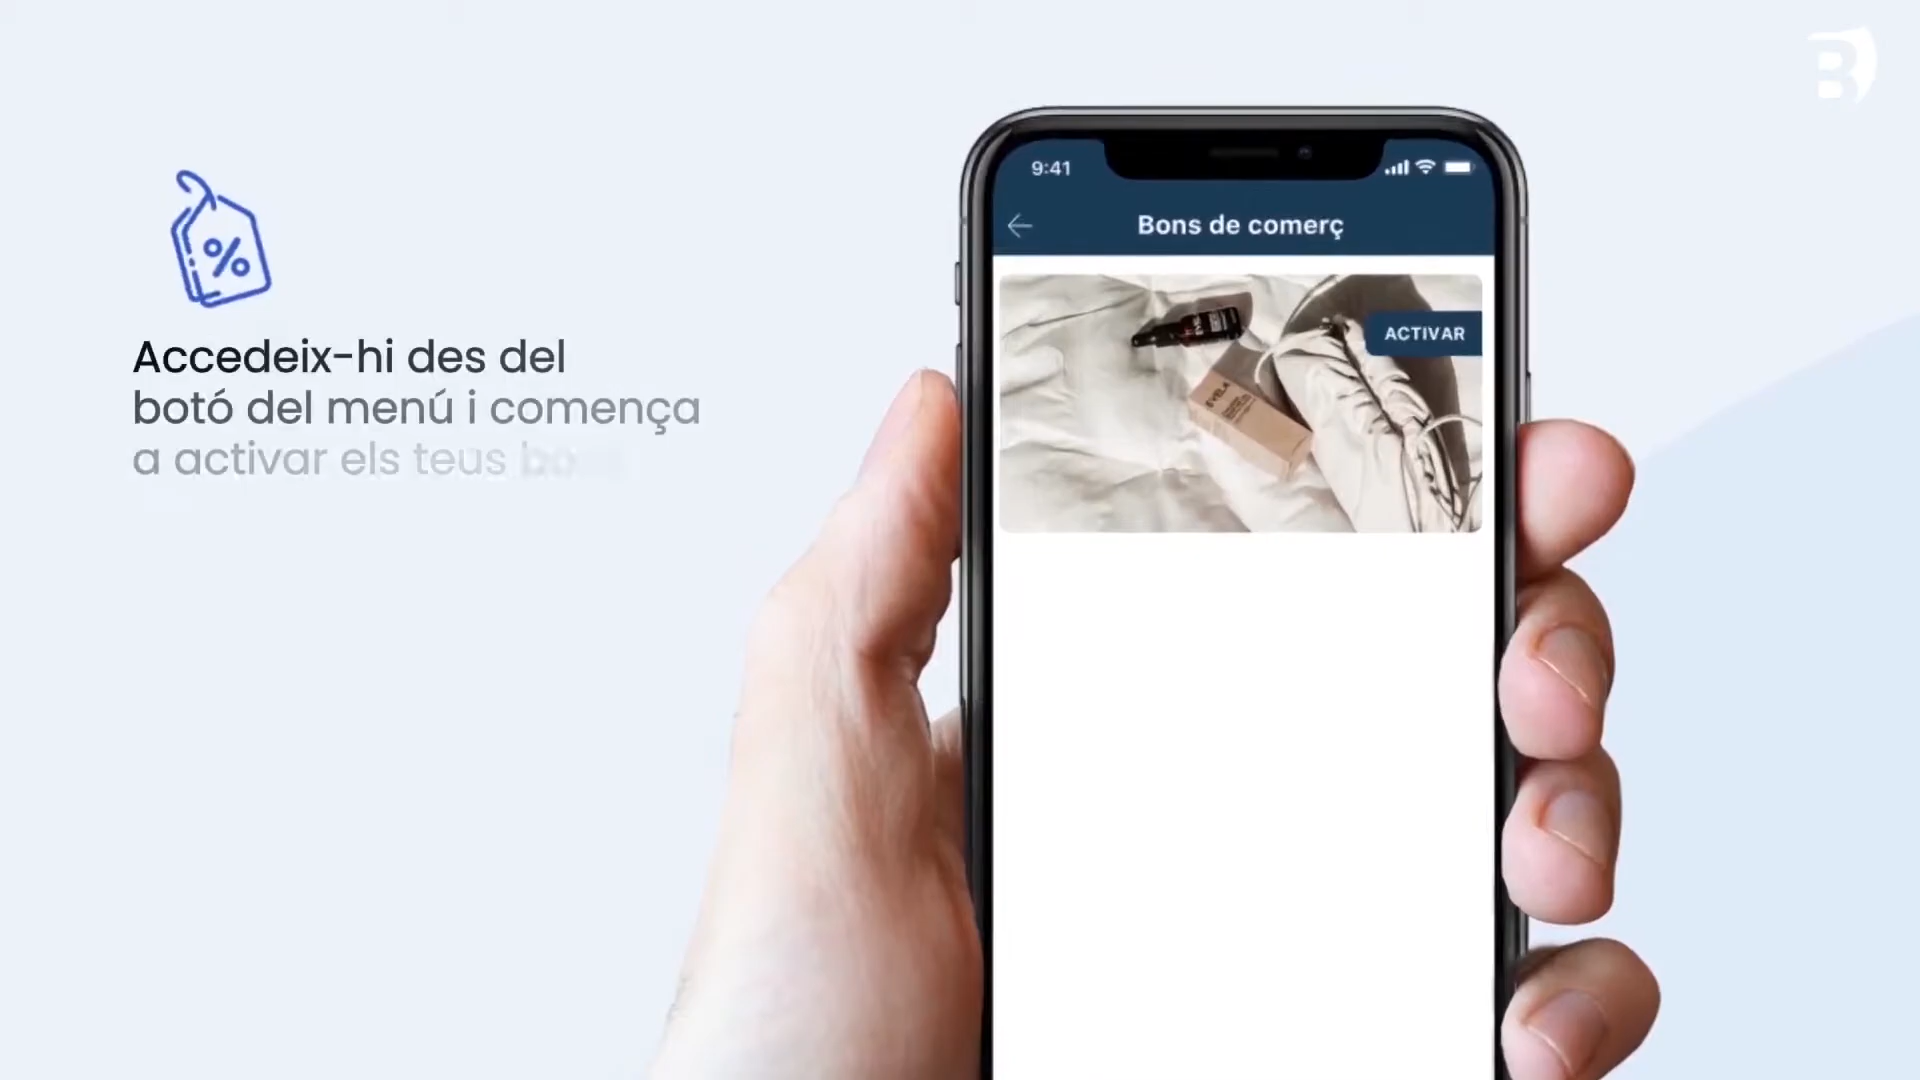 Accedeix-hi des del
botó del menú i comença
a activar els teus
9:41
Bons de comerç
ACTIVAR